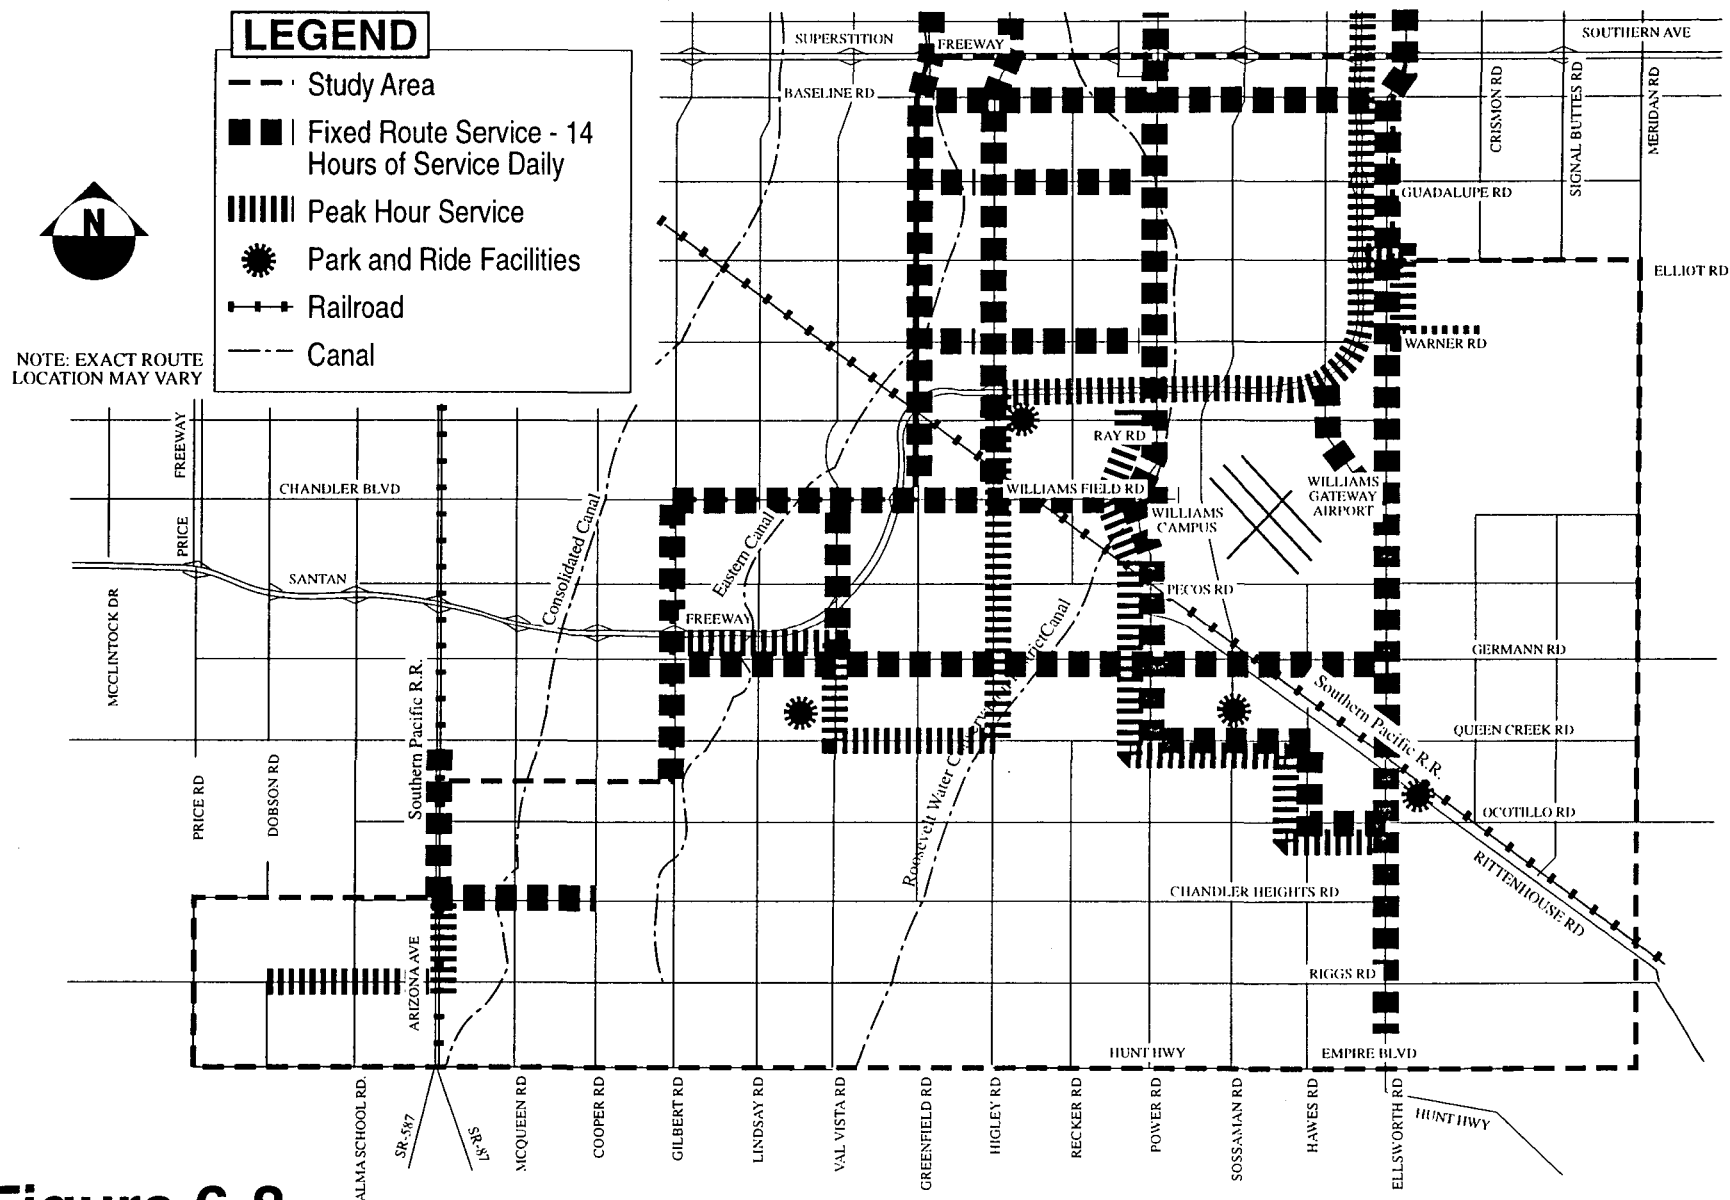 LEGEND
Study Area
Fixed Route Service - 14
Hours of Service Daily
Peak Hour Service
Park and Ride Facilities
Railroad
Canal
N
NOTE: EXACT ROUTE
LOCATION MAY VARY
SUPERSTITION
FREEWAY
SOUTHERN AVE
BASELINE RD
CRISMON RD
SIGNAL BUTTES RD
MERIDAN RD
GUADALUPE RD
ELLIOT RD
WARNER RD
RAY RD
WILLIAMS FIELD RD
WILLIAMS
CAMPUS
WILLIAMS
GATEWAY
AIRPORT
CHANDLER BLVD
PRICE
FREEWAY
SANTAN
FREEWAY
Consolidated Canal
Eastern Canal
PECOS RD
GERMANN RD
MCCLINTOCK DR
Southern Pacific R.R.
Southern Pacific R.R.
QUEEN CREEK RD
PRICE RD
DOBSON RD
OCOTILLO RD
RITTENHOUSE RD
CHANDLER HEIGHTS RD
Roosevelt Water
Canal
ARIZONA AVE
RIGGS RD
HUNT HWY
EMPIRE BLVD
HUNT HWY
ALMA SCHOOL RD.
SR-587
SR-87
MCQUEEN RD
COOPER RD
GILBERT RD
LINDSAY RD
VAL VISTA RD
GREENFIELD RD
HIGLEY RD
RECKER RD
POWER RD
SOSSAMAN RD
HAWES RD
ELLSWORTH RD